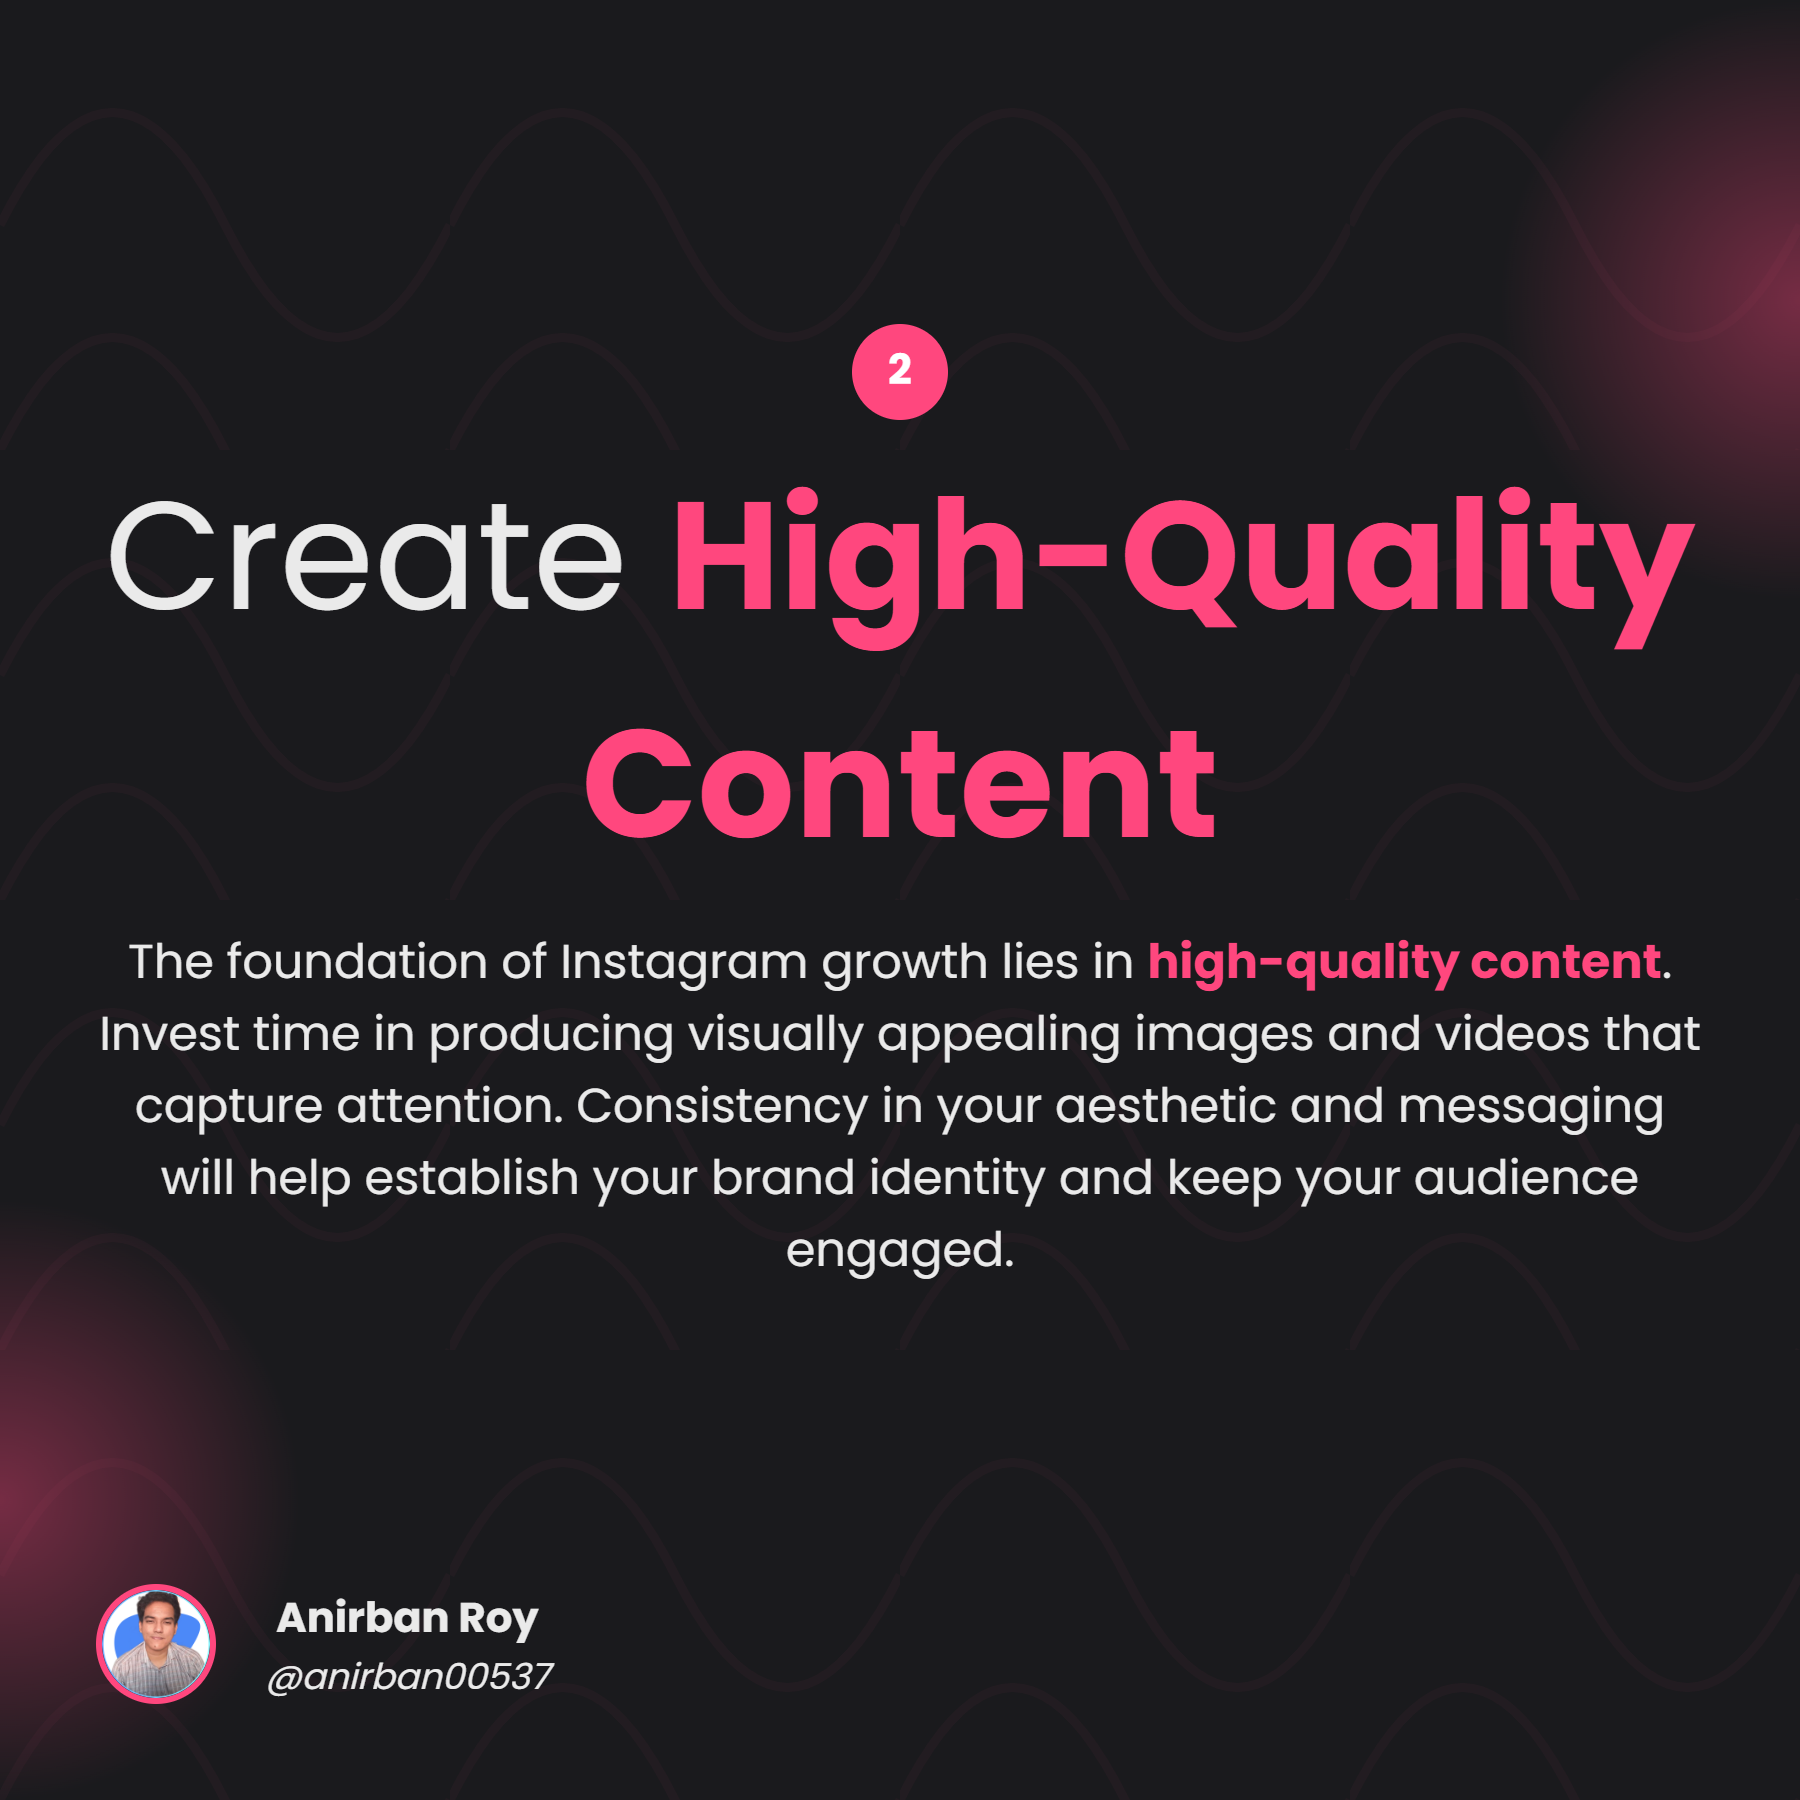 2
Create High-Quality
Content
The foundation of Instagram growth lies in high-quality content.
Invest time in producing visually appealing images and videos that
capture attention. Consistency in your aesthetic and messaging
will help establish your brand identity and keep your audience
engaged.
Anirban Roy
@anirban00537